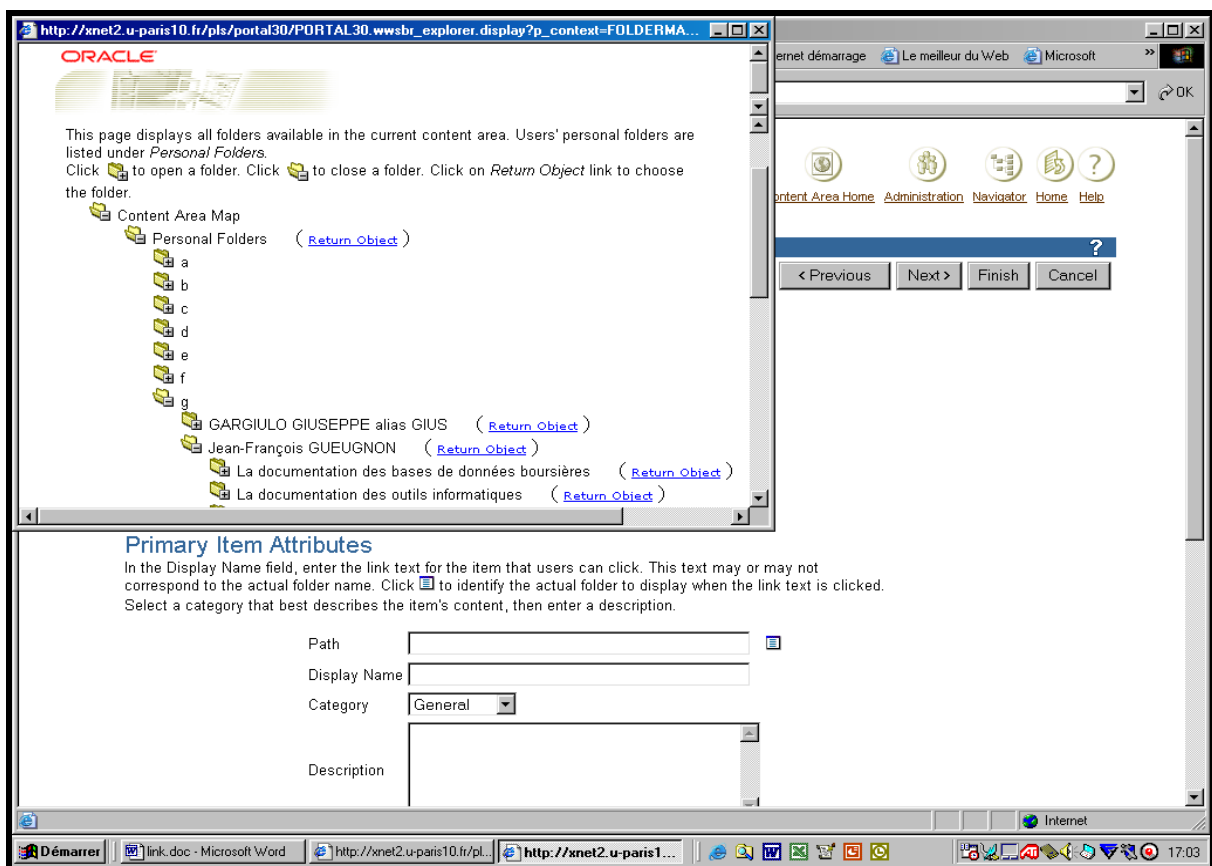 http://xnet2.u-paris10.fr/pls/portal30/PORTAL30.wwsbr_explorer.display?p_context=FOLDERMA...
ORACLE
This page displays all folders available in the current content area. Users' personal folders are
listed under Personal Folders.
Click to open a folder. Click to close a folder. Click on Return Object link to choose
the folder.
Content Area Map
Personal Folders ( Return Object )
a
b
c
d
e
f
g
GARGIULO GIUSEPPE alias GIUS ( Return Object )
Jean-François GUEUGNON ( Return Object )
La documentation des bases de données boursières ( Return Object )
La documentation des outils informatiques ( Return Object )
ernet démarrage Le meilleur du Web Microsoft »
OK
ontent Area Home Administration Navigator Home Help
?
< Previous Next > Finish Cancel
Primary Item Attributes
In the Display Name field, enter the link text for the item that users can click. This text may or may not
correspond to the actual folder name. Click to identify the actual folder to display when the link text is clicked.
Select a category that best describes the item's content, then enter a description.
Path
Display Name
Category General
Description
Internet
Démarrer link.doc - Microsoft Word http://xnet2.u-paris10.fr/pl... http://xnet2.u-paris1... 17:03